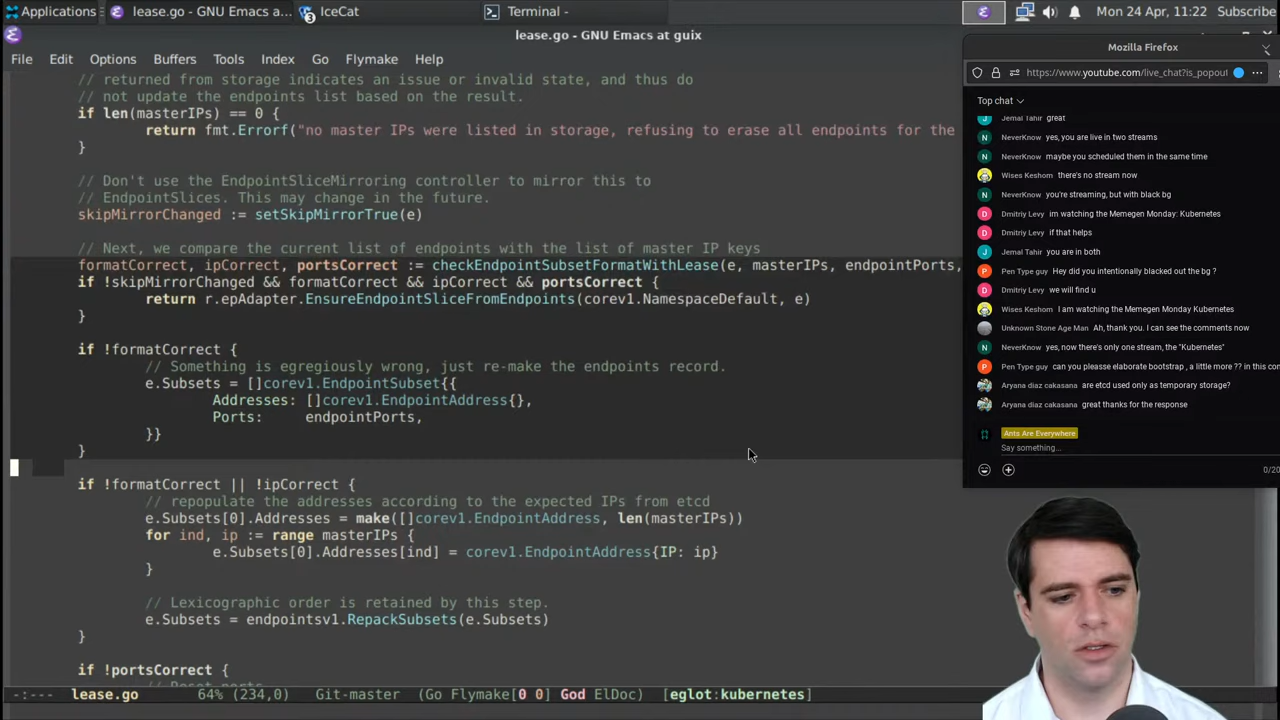 Applications
lease.go - GNU Emacs a...
3
IceCat
Terminal -
Mon 24 Apr, 11:22
Subscribe
lease.go - GNU Emacs at guix
File Edit Options Buffers Tools Index Go Flymake Help
// returned from storage indicates an issue or invalid state, and thus do
// not update the endpoints list based on the result.
if len(masterIPs) == 0 {
return fmt.Errorf("no master IPs were listed in storage, refusing to erase all endpoints for the
}
// Don't use the EndpointSliceMirroring controller to mirror this to
// EndpointSlices. This may change in the future.
skipMirrorChanged := setSkipMirrorTrue(e)
// Next, we compare the current list of endpoints with the list of master IP keys
formatCorrect, ipCorrect, portsCorrect := checkEndpointSubsetFormatWithLease(e, masterIPs, endpointPorts,
if !skipMirrorChanged && formatCorrect && ipCorrect && portsCorrect {
return r.epAdapter.EnsureEndpointSliceFromEndpoints(corev1.NamespaceDefault, e)
}
if !formatCorrect {
// Something is egregiously wrong, just re-make the endpoints record.
e.Subsets = []corev1.EndpointSubset{{
Addresses: []corev1.EndpointAddress{},
Ports: endpointPorts,
}}
}
if !formatCorrect || !ipCorrect {
// repopulate the addresses according to the expected IPs from etcd
e.Subsets[0].Addresses = make([]corev1.EndpointAddress, len(masterIPs))
for ind, ip := range masterIPs {
e.Subsets[0].Addresses[ind] = corev1.EndpointAddress{IP: ip}
}
// Lexicographic order is retained by this step.
e.Subsets = endpointsv1.RepackSubsets(e.Subsets)
}
if !portsCorrect {
// Reset ports
-:--- lease.go 64% (234,0) Git-master (Go Flymake[0 0] God ElDoc) [eglot:kubernetes]
Mozilla Firefox
https://www.youtube.com/live_chat?is_popout
Top chat
J Jemal Tahir great
N NeverKnow yes, you are live in two streams
N NeverKnow maybe you scheduled them in the same time
Wises Keshom there's no stream now
N NeverKnow you're streaming, but with black bg
D Dmitriy Levy im watching the Memegen Monday: Kubernetes
D Dmitriy Levy if that helps
J Jemal Tahir you are in both
P Pen Type guy Hey did you intentionally blacked out the bg ?
D Dmitriy Levy we will find u
Wises Keshom I am watching the Memegen Monday Kubernetes
Unknown Stone Age Man Ah, thank you. I can see the comments now
N NeverKnow yes, now there's only one stream, the "Kubernetes"
P Pen Type guy can you pleasse elaborate bootstrap , a little more ?? in this con
Aryana diaz cakasana are etcd used only as temporary storage?
Aryana diaz cakasana great thanks for the response
Ants Are Everywhere
Say something...
0/20